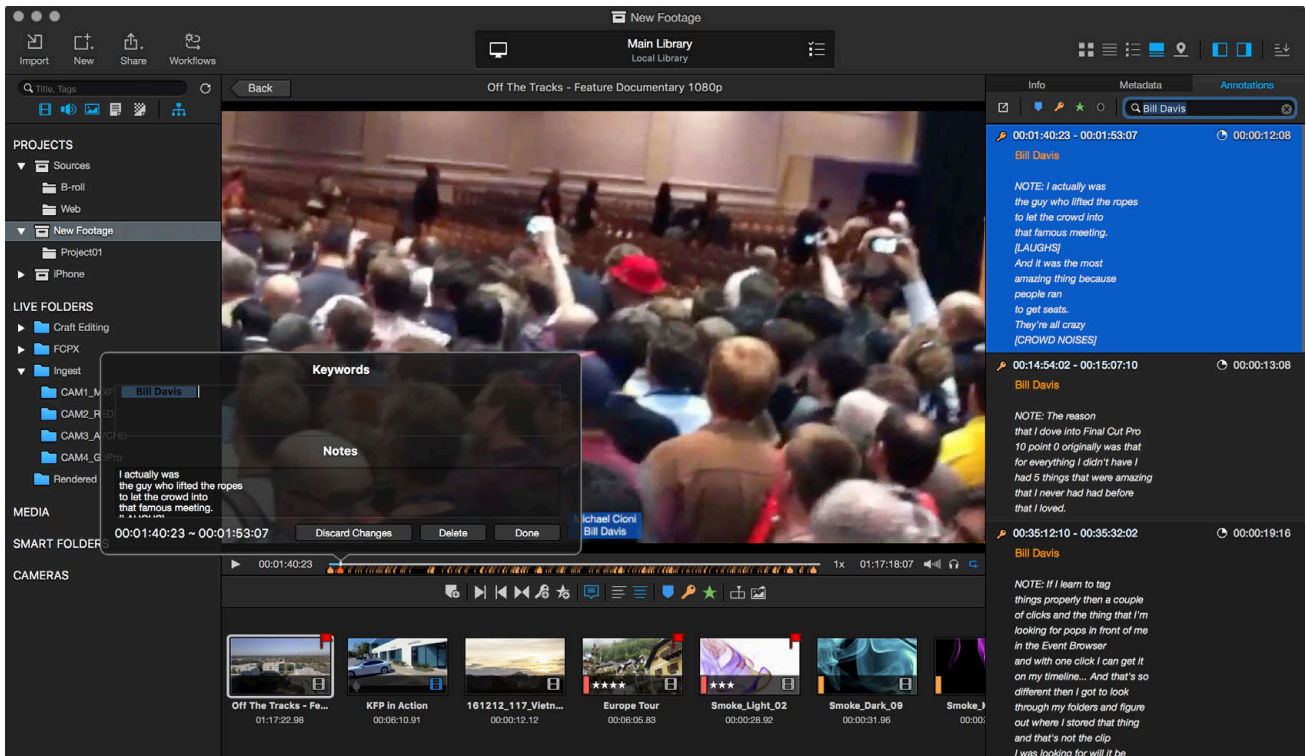 New Footage
Import
New
Share
Workflows
Main Library
Local Library
Title, Tags
Back
Off The Tracks - Feature Documentary 1080p
Info
Metadata
Annotations
Bill Davis
PROJECTS
Sources
B-roll
Web
New Footage
Project01
iPhone
LIVE FOLDERS
Craft Editing
FCPX
Ingest
CAM1_MXF
CAM2_RED
CAM3_AVCHD
CAM4_GoPro
Rendered
MEDIA
SMART FOLDERS
CAMERAS
Keywords
Bill Davis
Notes
I actually was
the guy who lifted the ropes
to let the crowd into
that famous meeting.
[LAUGHS]
00:01:40:23 ~ 00:01:53:07
Discard Changes
Delete
Done
Michael Cioni
Bill Davis
00:01:40:23
1x
01:17:18:07
Off The Tracks - Fe...
01:17:22.98
KFP in Action
00:06:10.91
161212_117_Vietn...
00:00:12.12
Europe Tour
00:06:05.83
Smoke_Light_02
00:00:28.92
Smoke_Dark_09
00:00:31.96
00:01:40:23 - 00:01:53:07
00:00:12:08
Bill Davis
NOTE: I actually was
the guy who lifted the ropes
to let the crowd into
that famous meeting.
[LAUGHS]
And it was the most
amazing thing because
people ran
to get seats.
They're all crazy
[CROWD NOISES]
00:14:54:02 - 00:15:07:10
00:00:13:08
Bill Davis
NOTE: The reason
that I dove into Final Cut Pro
10 point 0 originally was that
for everything I didn't have I
had 5 things that were amazing
that I never had had before
that I loved.
00:35:12:10 - 00:35:32:02
00:00:19:16
Bill Davis
NOTE: If I learn to tag
things properly then a couple
of clicks and the thing that I'm
looking for pops in front of me
in the Event Browser
and with one click I can get it
on my timeline... And that's so
different then I got to look
through my folders and figure
out where I stored that thing
and that's not the clip
I was looking for will it be